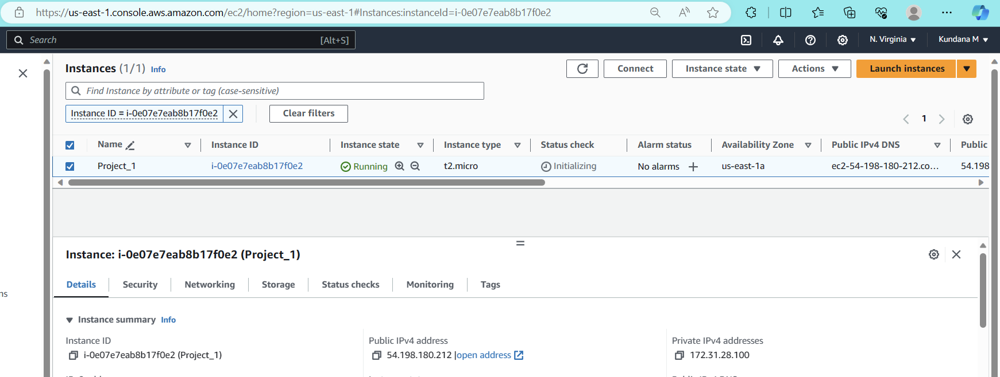 https://us-east-1.console.aws.amazon.com/ec2/home?region=us-east-1#Instances:instanceId=i-0e07e7eab8b17f0e2
Search [Alt+S] N. Virginia Kundana M
Instances (1/1) Info Connect Instance state Actions Launch instances
Find Instance by attribute or tag (case-sensitive)
Instance ID = i-0e07e7eab8b17f0e2 Clear filters
1
Name Instance ID Instance state Instance type Status check Alarm status Availability Zone Public IPv4 DNS Public
Project_1 i-0e07e7eab8b17f0e2 Running t2.micro Initializing No alarms us-east-1a ec2-54-198-180-212.co... 54.198
Instance: i-0e07e7eab8b17f0e2 (Project_1)
Details Security Networking Storage Status checks Monitoring Tags
ns
Instance summary Info
Instance ID Public IPv4 address Private IPv4 addresses
i-0e07e7eab8b17f0e2 (Project_1) 54.198.180.212 |open address 172.31.28.100